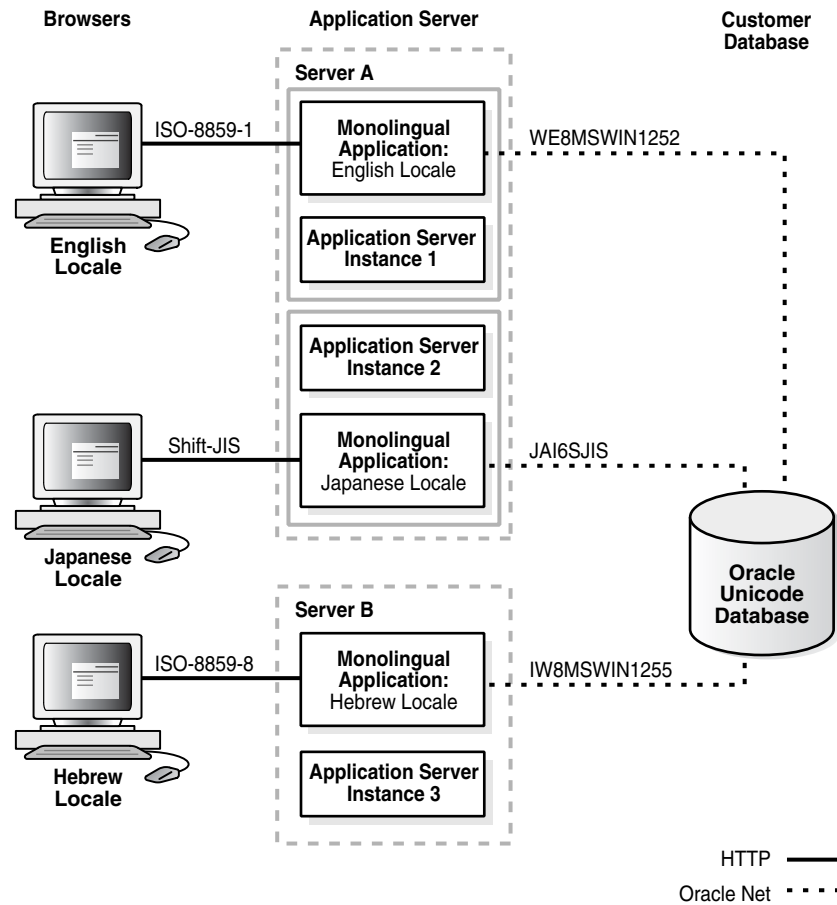 Browsers
Application Server
Customer
Database
Server A
ISO-8859-1
Monolingual
Application:
English Locale
WE8MSWIN1252
English
Locale
Application Server
Instance 1
Application Server
Instance 2
Shift-JIS
Monolingual
Application:
Japanese Locale
JAI6SJIS
Japanese
Locale
Oracle
Unicode
Database
Server B
ISO-8859-8
Monolingual
Application:
Hebrew Locale
IW8MSWIN1255
Hebrew
Locale
Application Server
Instance 3
HTTP
Oracle Net